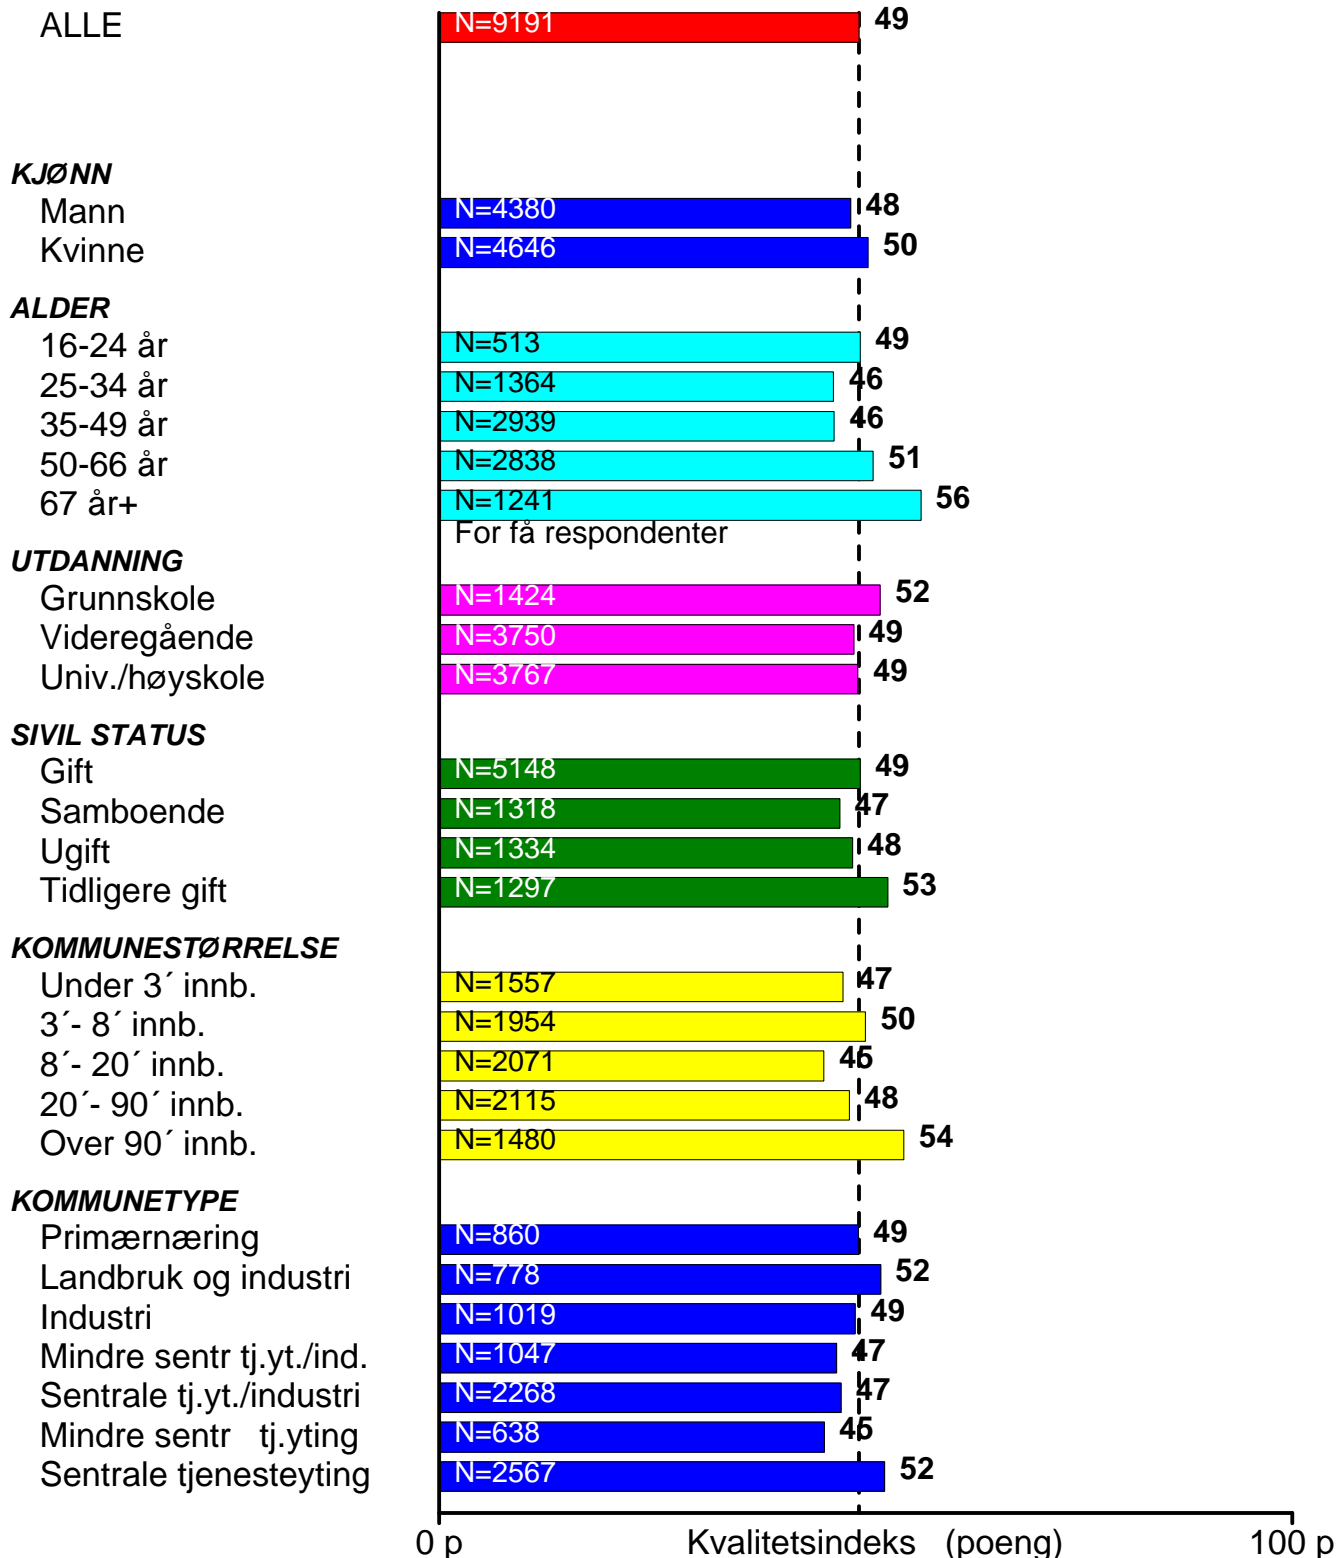 ALLE N=9191 49
KJØNN
Mann N=4380 48
Kvinne N=4646 50
ALDER
16-24 år N=513 49
25-34 år N=1364 46
35-49 år N=2939 46
50-66 år N=2838 51
67 år+ N=1241 56
For få respondenter
UTDANNING
Grunnskole N=1424 52
Videregående N=3750 49
Univ./høyskole N=3767 49
SIVIL STATUS
Gift N=5148 49
Samboende N=1318 47
Ugift N=1334 48
Tidligere gift N=1297 53
KOMMUNESTØRRELSE
Under 3´ innb. N=1557 47
3´- 8´ innb. N=1954 50
8´- 20´ innb. N=2071 45
20´- 90´ innb. N=2115 48
Over 90´ innb. N=1480 54
KOMMUNETYPE
Primærnæring N=860 49
Landbruk og industri N=778 52
Industri N=1019 49
Mindre sentr tj.yt./ind. N=1047 47
Sentrale tj.yt./industri N=2268 47
Mindre sentr tj.yting N=638 45
Sentrale tjenesteyting N=2567 52
0 p Kvalitetsindeks (poeng) 100 p